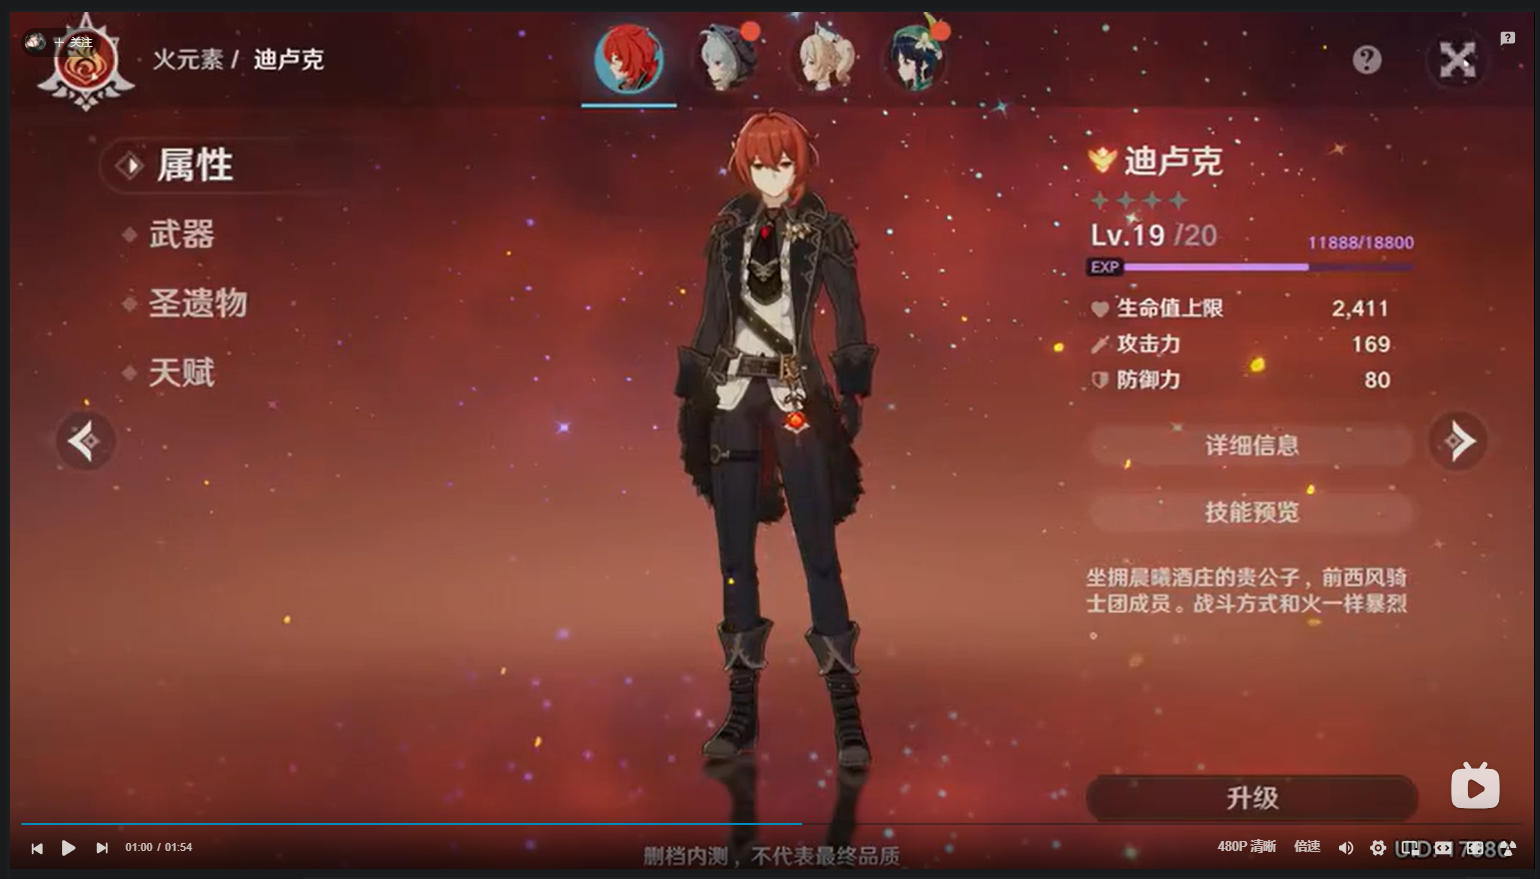 + 关注
火元素 / 迪卢克
属性
武器
圣遗物
天赋
迪卢克
Lv.19 /20
11888/18800
EXP
生命值上限 2,411
攻击力 169
防御力 80
详细信息
技能预览
坐拥晨曦酒庄的贵公子，前西风骑
士团成员。战斗方式和火一样暴烈
。
升级
01:00 / 01:54
480P 清晰
倍速
删档内测，不代表最终品质